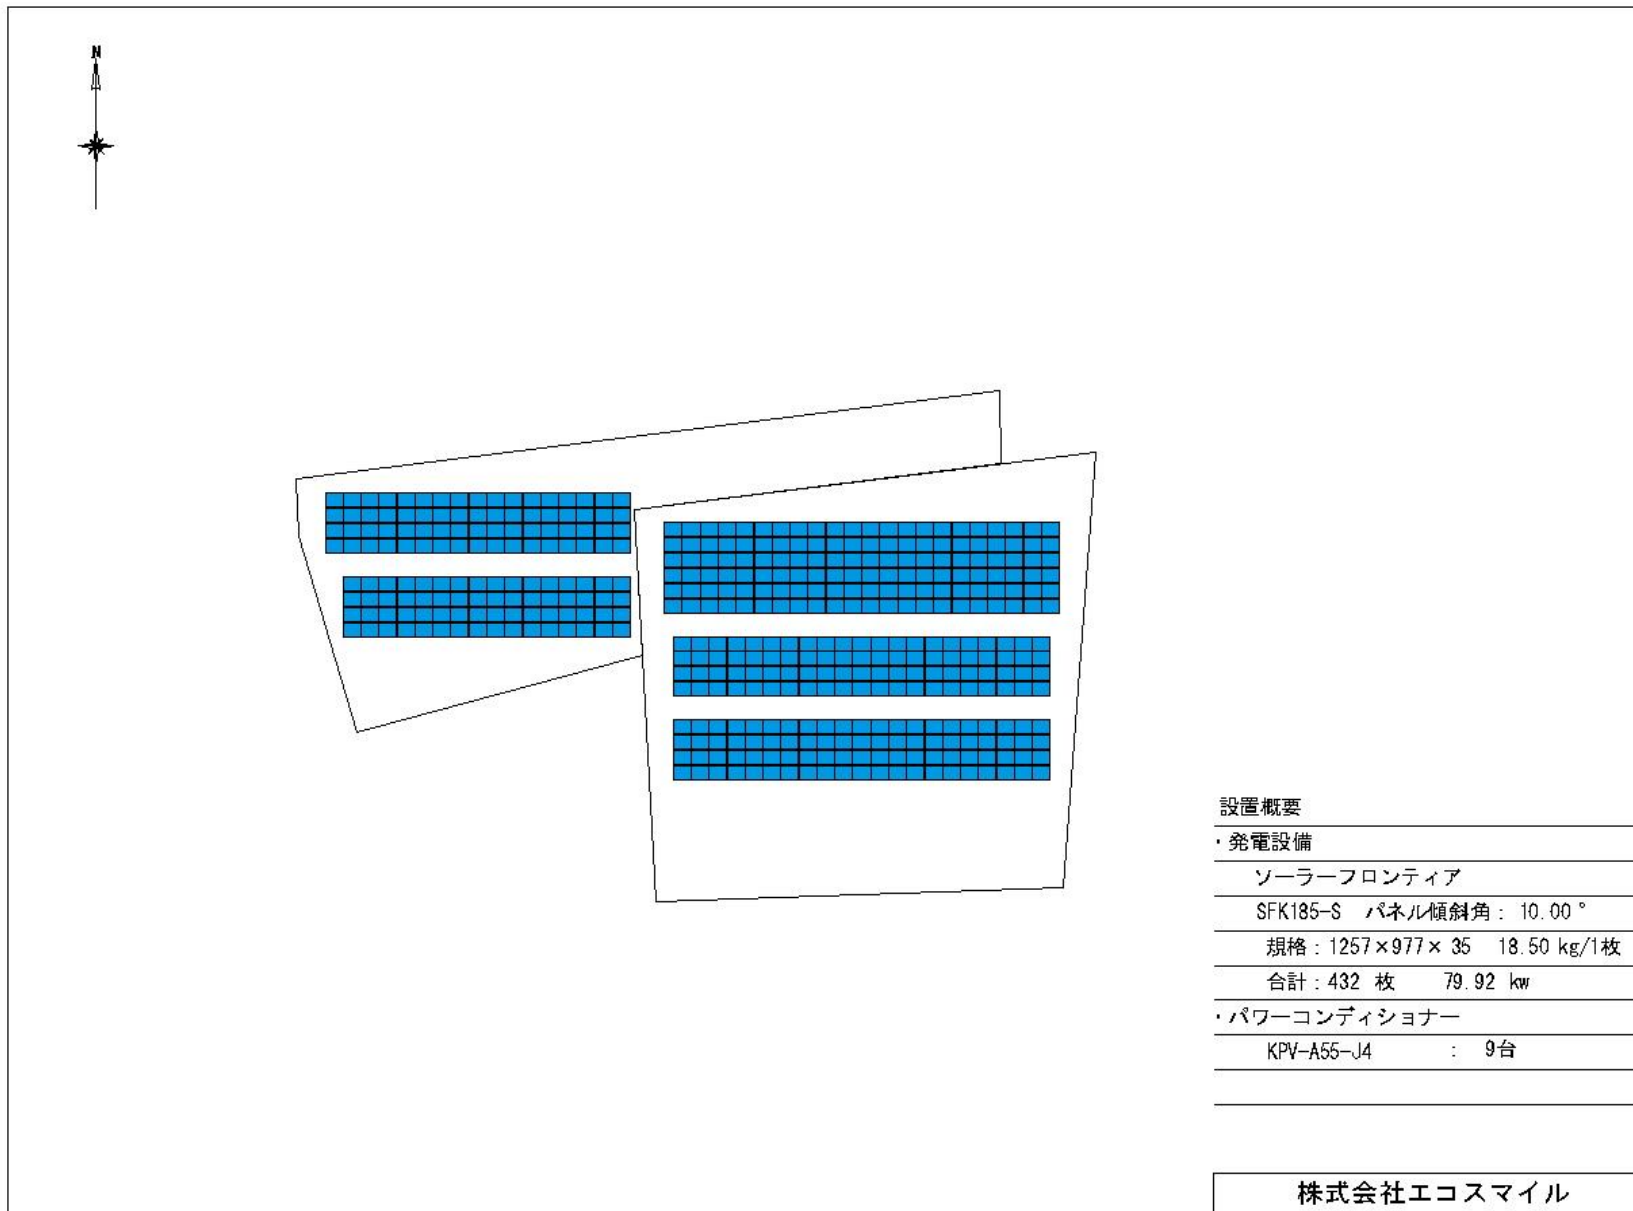 N
設置概要
・発電設備
ソーラーフロンティア
SFK185-S パネル傾斜角：10.00°
規格：1257×977×35 18.50 kg/1枚
合計：432 枚 79.92 kw
・パワーコンディショナー
KPV-A55-J4 ： 9台
株式会社エコスマイル